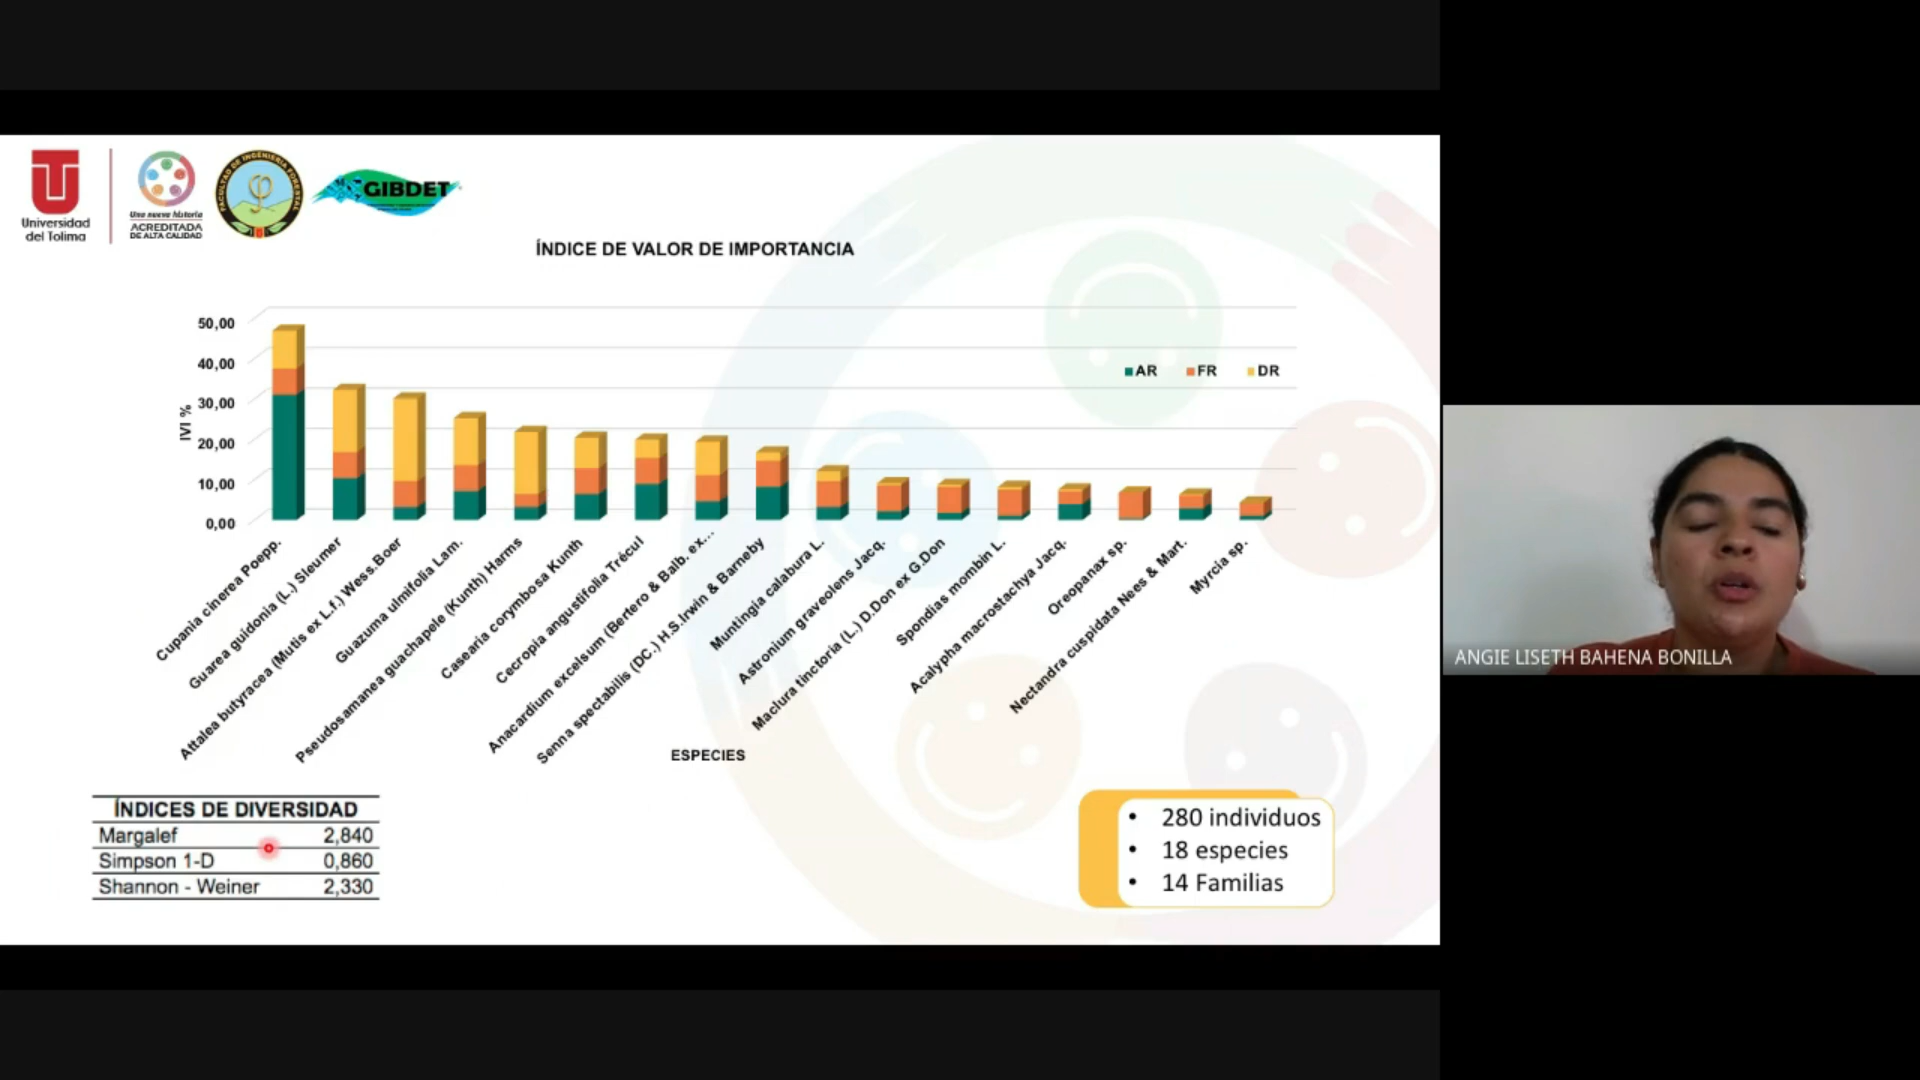 Universidad
del Tolima
Una nueva historia
ACREDITADA
DE ALTA CALIDAD
FACULTAD DE INGENIERIA FORESTAL
GIBDET
ÍNDICE DE VALOR DE IMPORTANCIA
50,00
40,00
30,00
20,00
10,00
0,00
IVI %
AR FR DR
Cupania cinerea Poepp.
Guarea guidonia (L.) Sleumer
Attalea butyracea (Mutis ex L.f.) Wess.Boer
Guazuma ulmifolia Lam.
Pseudosamanea guachapele (Kunth) Harms
Casearia corymbosa Kunth
Cecropia angustifolia Trécul
Anacardium excelsum (Bertero & Balb. ex...
Senna spectabilis (DC.) H.S.Irwin & Barneby
Muntingia calabura L.
Astronium graveolens Jacq.
Maclura tinctoria (L.) D.Don ex G.Don
Spondias mombin L.
Acalypha macrostachya Jacq.
Oreopanax sp.
Nectandra cuspidata Nees & Mart.
Myrcia sp.
ESPECIES
ÍNDICES DE DIVERSIDAD
Margalef 2,840
Simpson 1-D 0,860
Shannon - Weiner 2,330
• 280 individuos
• 18 especies
• 14 Familias
ANGIE LISETH BAHENA BONILLA